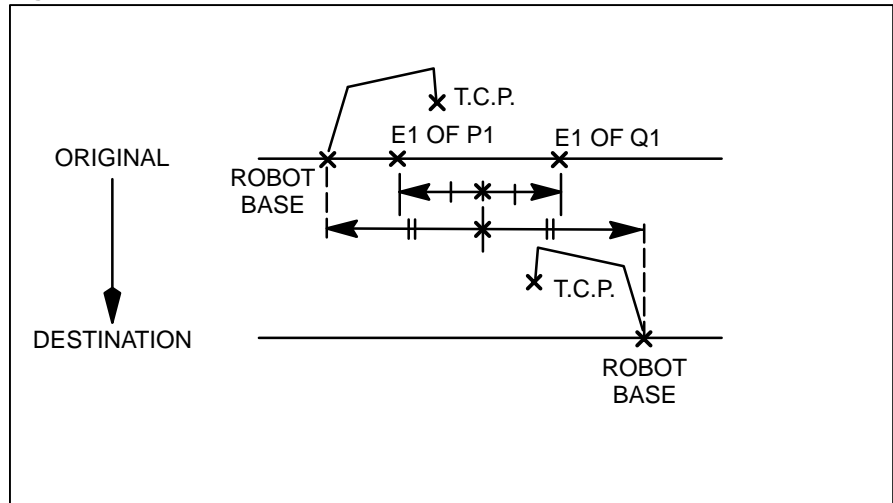 T.C.P.
E1 OF P1
E1 OF Q1
ORIGINAL
ROBOT
BASE
T.C.P.
DESTINATION
ROBOT
BASE